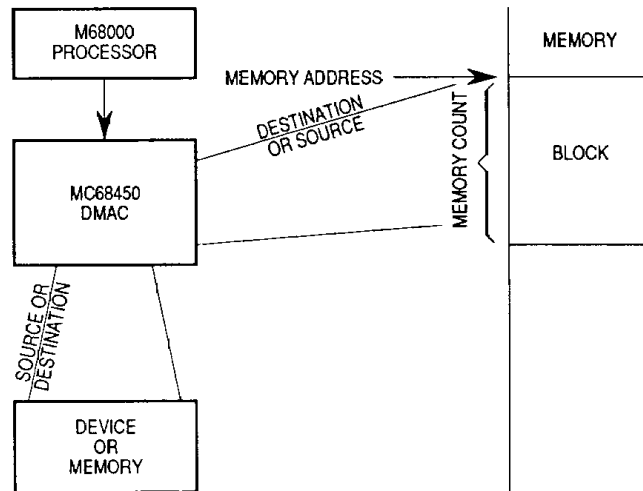 M68000
PROCESSOR
MEMORY
MEMORY ADDRESS
DESTINATION
OR SOURCE
MEMORY COUNT
BLOCK
MC68450
DMAC
SOURCE OR
DESTINATION
DEVICE
OR
MEMORY